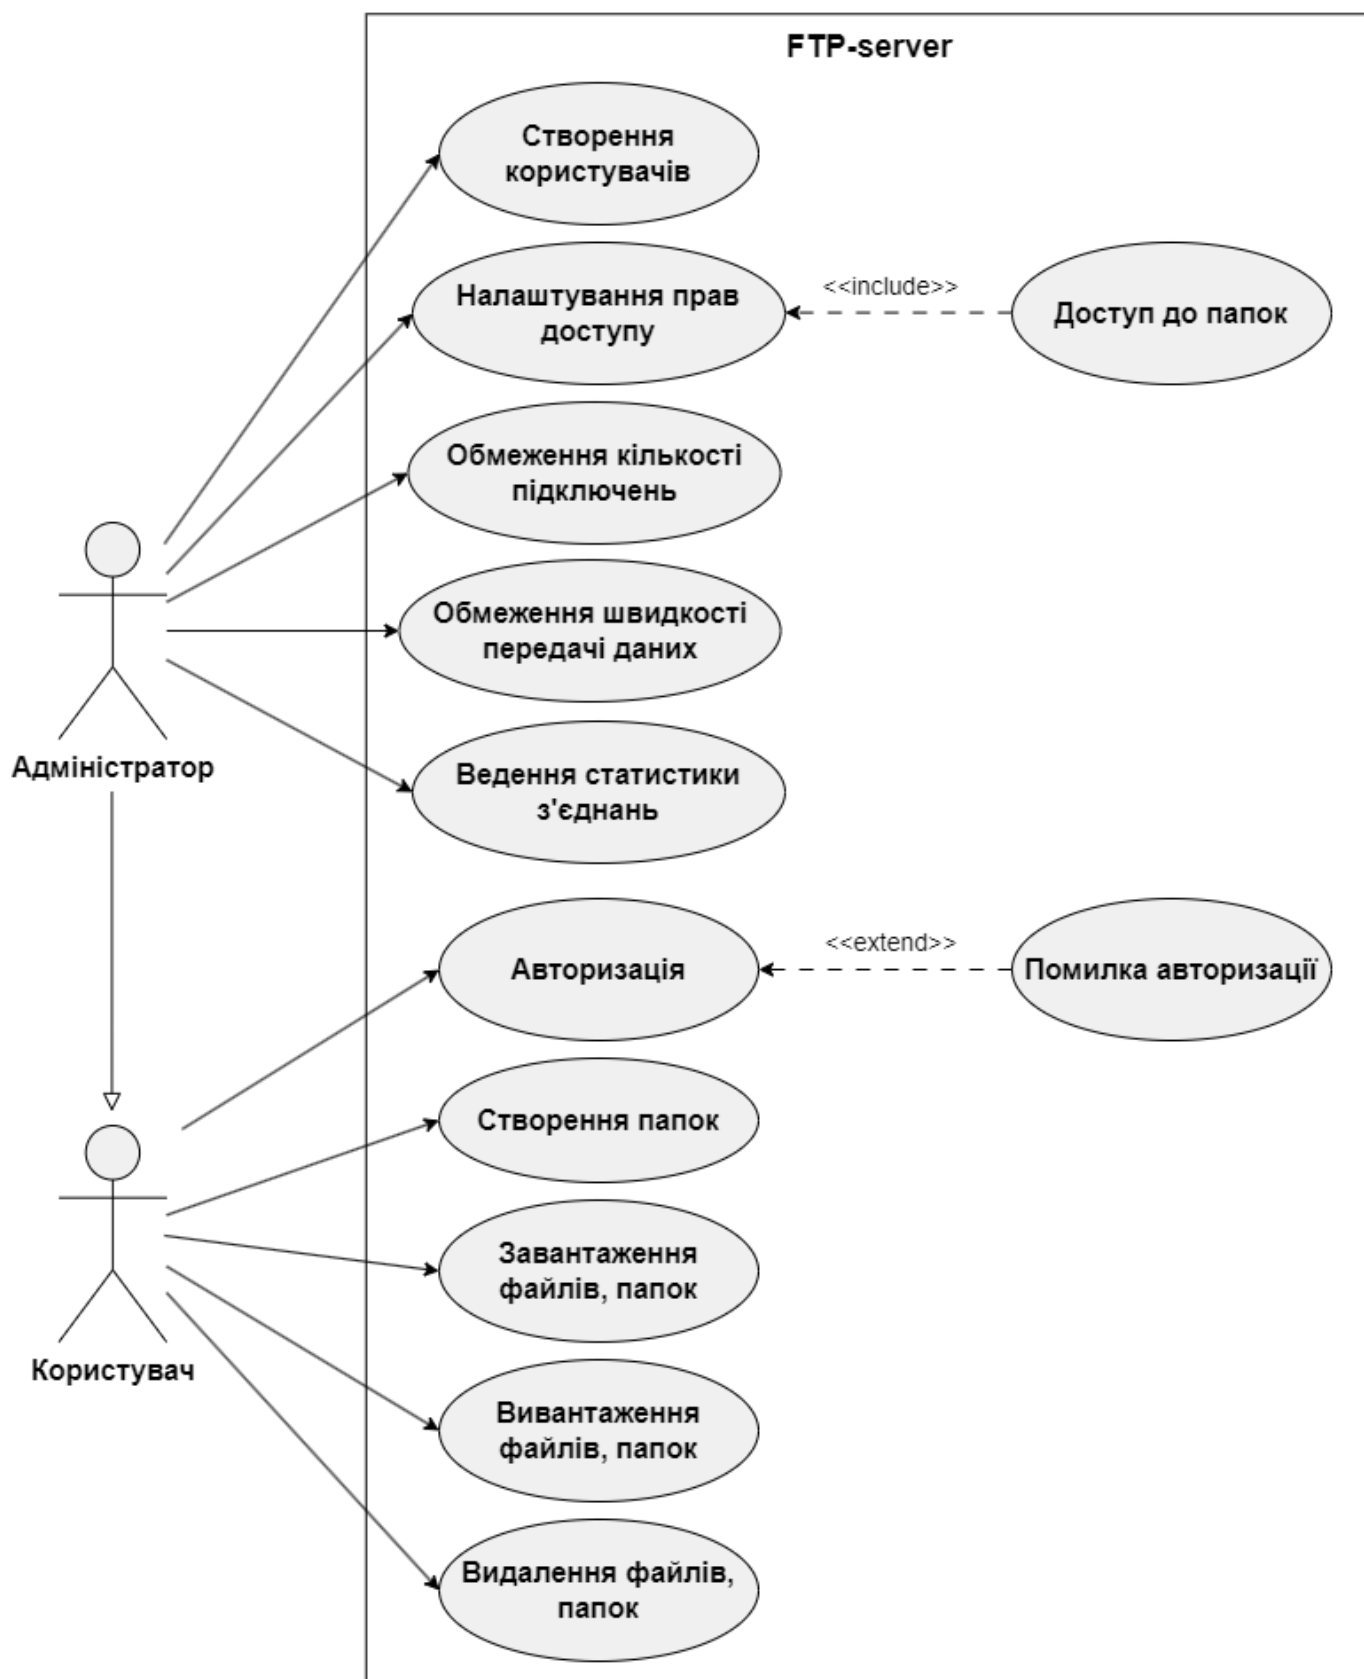 FTP-server
Створення
користувачів
Налаштування прав
доступу
<<include>>
Доступ до папок
Обмеження кількості
підключень
Обмеження швидкості
передачі даних
Адміністратор
Ведення статистики
з'єднань
Авторизація
<<extend>>
Помилка авторизації
Створення папок
Завантаження
файлів, папок
Користувач
Вивантаження
файлів, папок
Видалення файлів,
папок